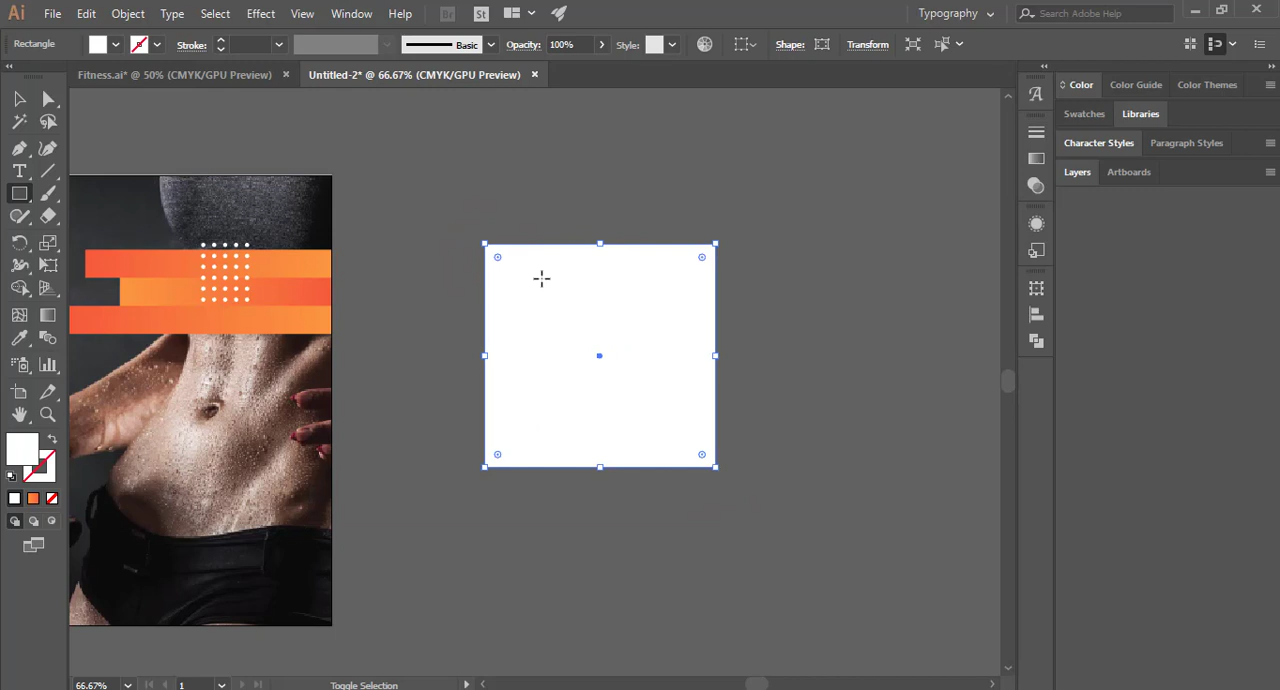 Ai File Edit Object Type Select Effect View Window Help Br St Typography Search Adobe Help
Rectangle Stroke: Basic Opacity: 100% Style: Shape: Transform
Fitness.ai* @ 50% (CMYK/GPU Preview) Untitled-2* @ 66.67% (CMYK/GPU Preview)
Color Color Guide Color Themes
Swatches Libraries
Character Styles Paragraph Styles
Layers Artboards
66.67% 1 Toggle Selection